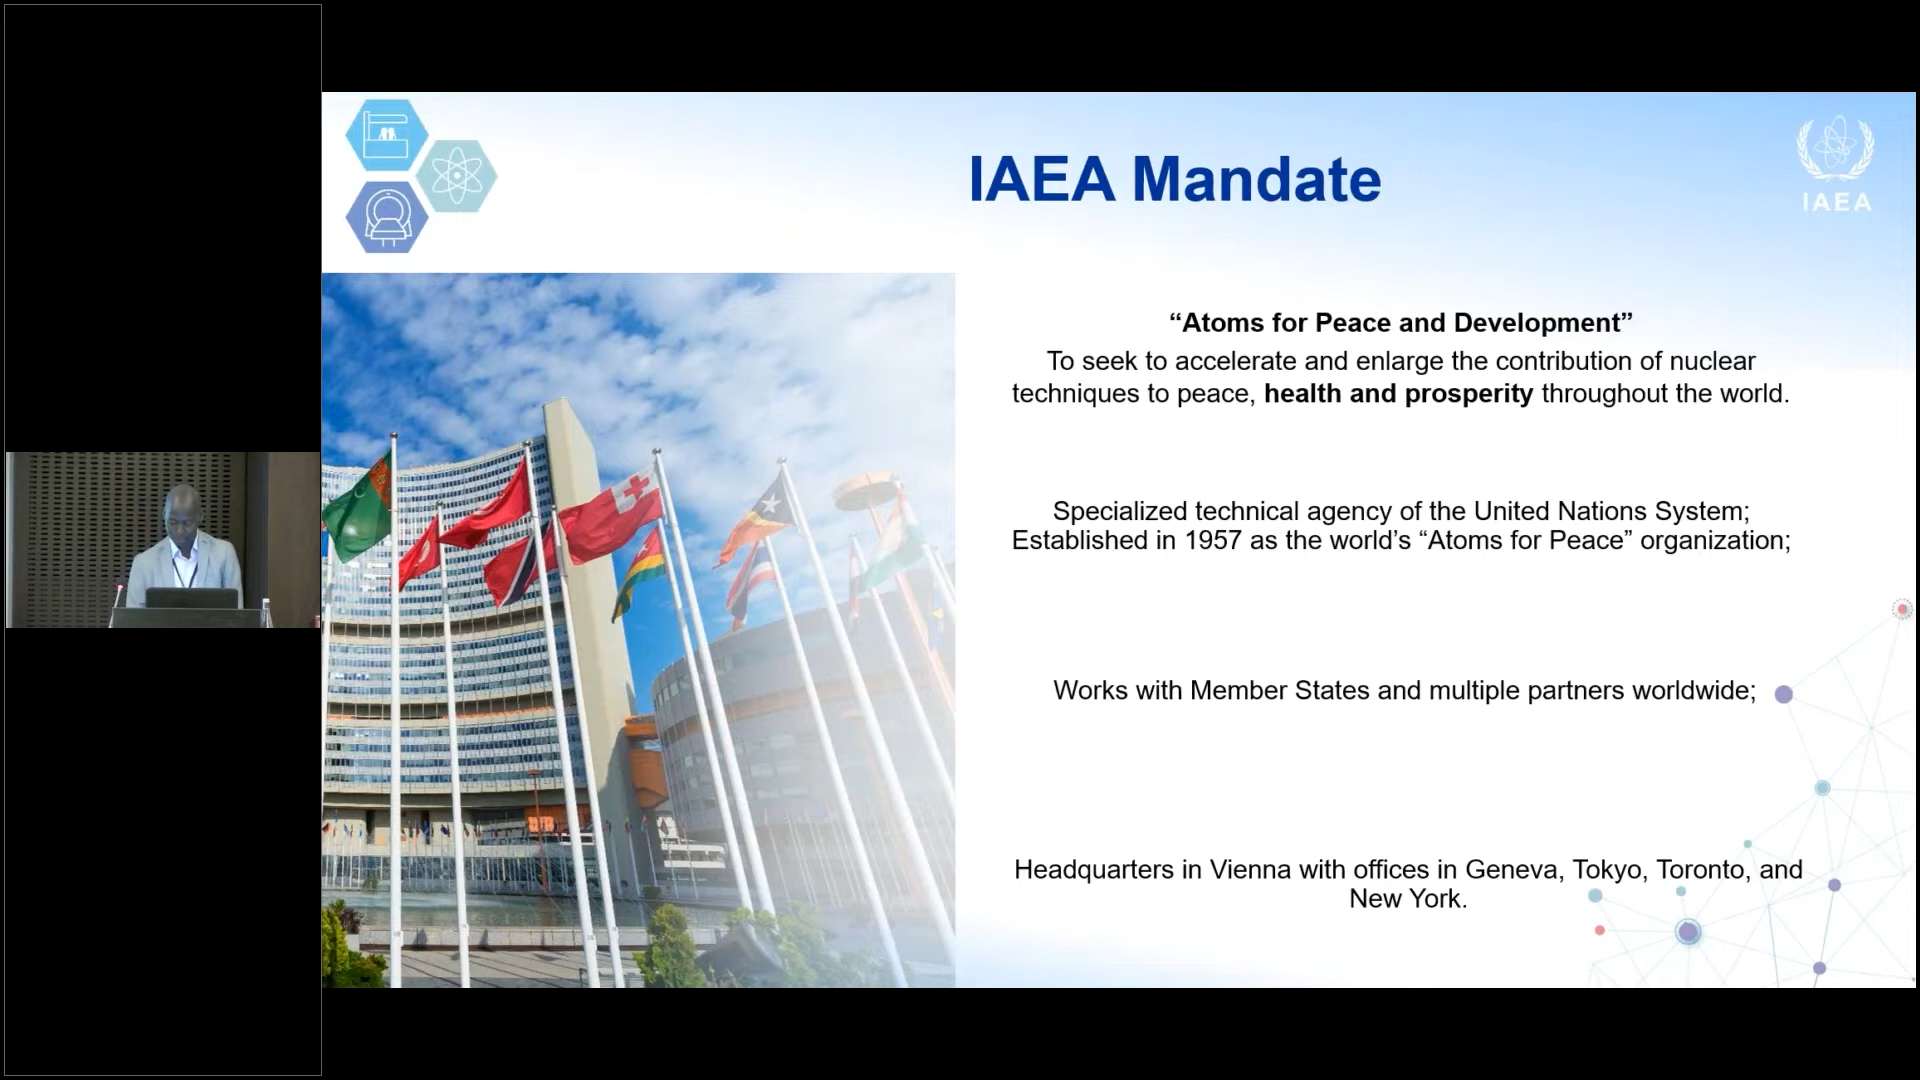 IAEA Mandate
IAEA
“Atoms for Peace and Development”
To seek to accelerate and enlarge the contribution of nuclear
techniques to peace, health and prosperity throughout the world.
Specialized technical agency of the United Nations System;
Established in 1957 as the world’s “Atoms for Peace” organization;
Works with Member States and multiple partners worldwide;
Headquarters in Vienna with offices in Geneva, Tokyo, Toronto, and
New York.